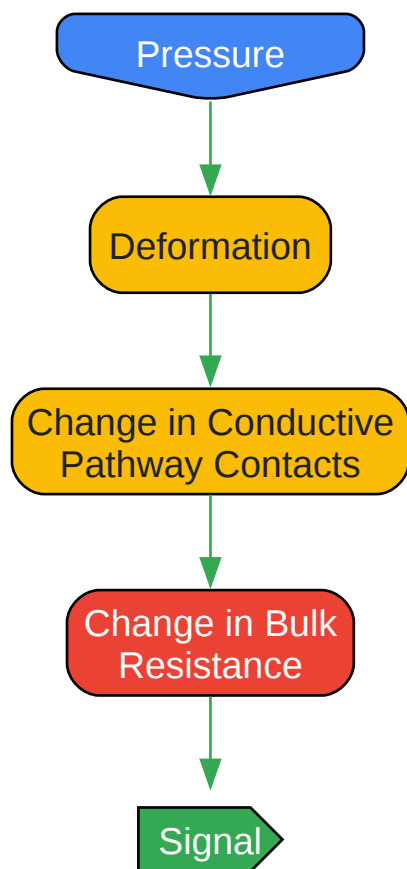 Pressure
Deformation
Change in Conductive
Pathway Contacts
Change in Bulk
Resistance
Signal